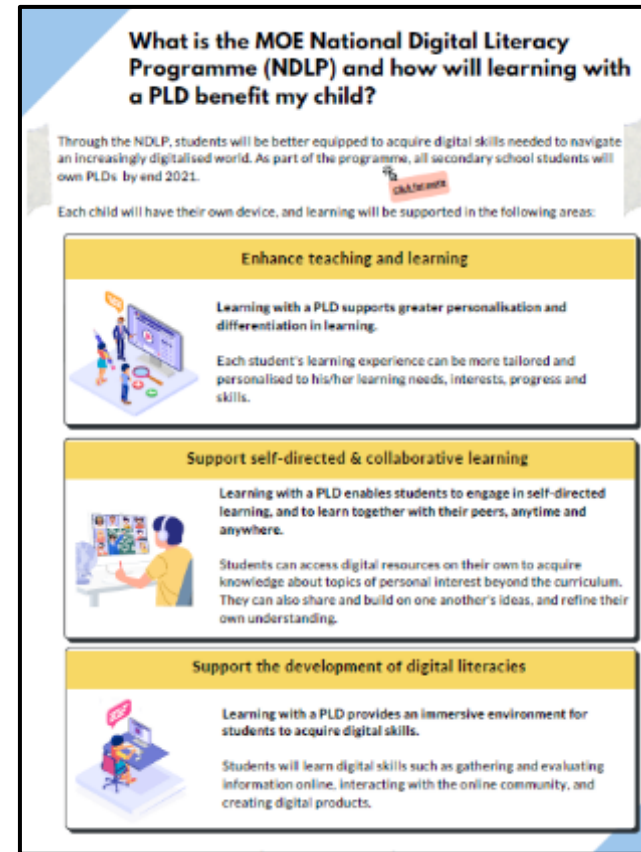 What is the MOE National Digital Literacy
Programme (NDLP) and how will learning with
a PLD benefit my child?
Through the NDLP, students will be better equipped to acquire digital skills needed to navigate
an increasingly digitalised world. As part of the programme, all secondary school students will
own PLDs by end 2021.
Click for more
Each child will have their own device, and learning will be supported in the following areas:
Enhance teaching and learning
Learning with a PLD supports greater personalisation and
differentiation in learning.
Each student's learning experience can be more tailored and
personalised to his/her learning needs, interests, progress and
skills.
Support self-directed & collaborative learning
Learning with a PLD enables students to engage in self-directed
learning, and to learn together with their peers, anytime and
anywhere.
Students can access digital resources on their own to acquire
knowledge about topics of personal interest beyond the curriculum.
They can also share and build on one another's ideas, and refine their
own understanding.
Support the development of digital literacies
Learning with a PLD provides an immersive environment for
students to acquire digital skills.
Students will learn digital skills such as gathering and evaluating
information online, interacting with the online community, and
creating digital products.